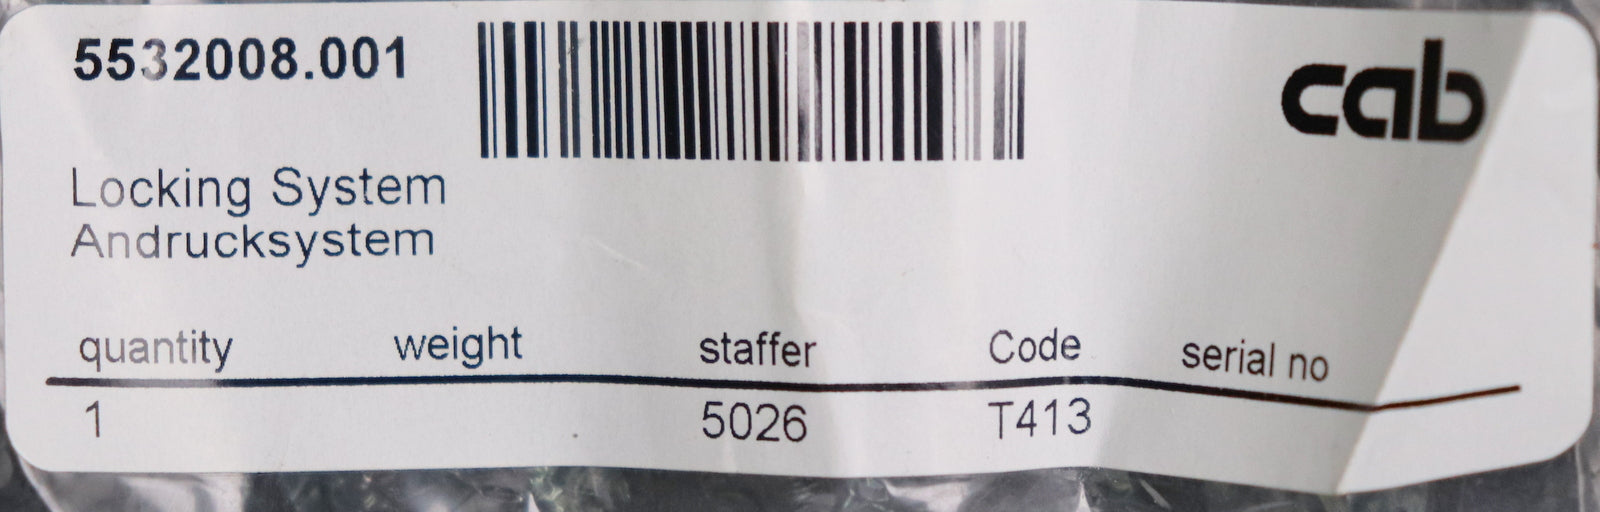 5532008.001
cab
Locking System
Andrucksystem
quantity weight staffer Code serial no
1 5026 T413